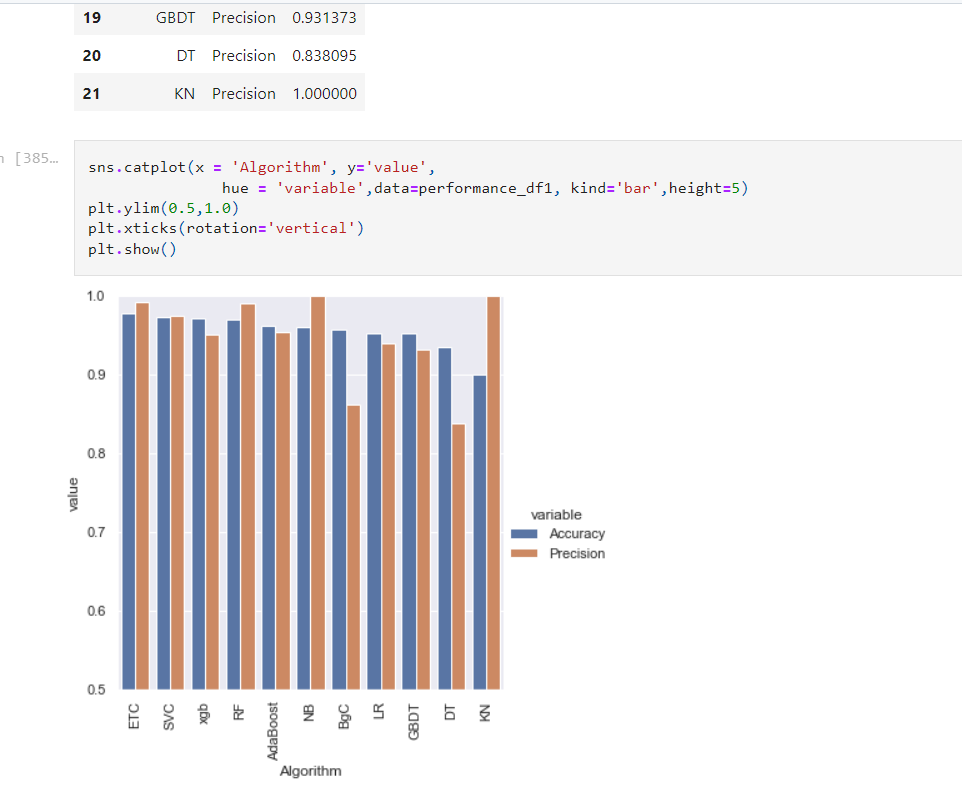 19 GBDT Precision 0.931373
20 DT Precision 0.838095
21 KN Precision 1.000000
n [385…
sns.catplot(x = 'Algorithm', y='value',
hue = 'variable',data=performance_df1, kind='bar',height=5)
plt.ylim(0.5,1.0)
plt.xticks(rotation='vertical')
plt.show()
1.0
0.9
0.8
0.7
0.6
0.5
value
ETC SVC xgb RF AdaBoost NB BgC LR GBDT DT KN
Algorithm
variable
Accuracy
Precision